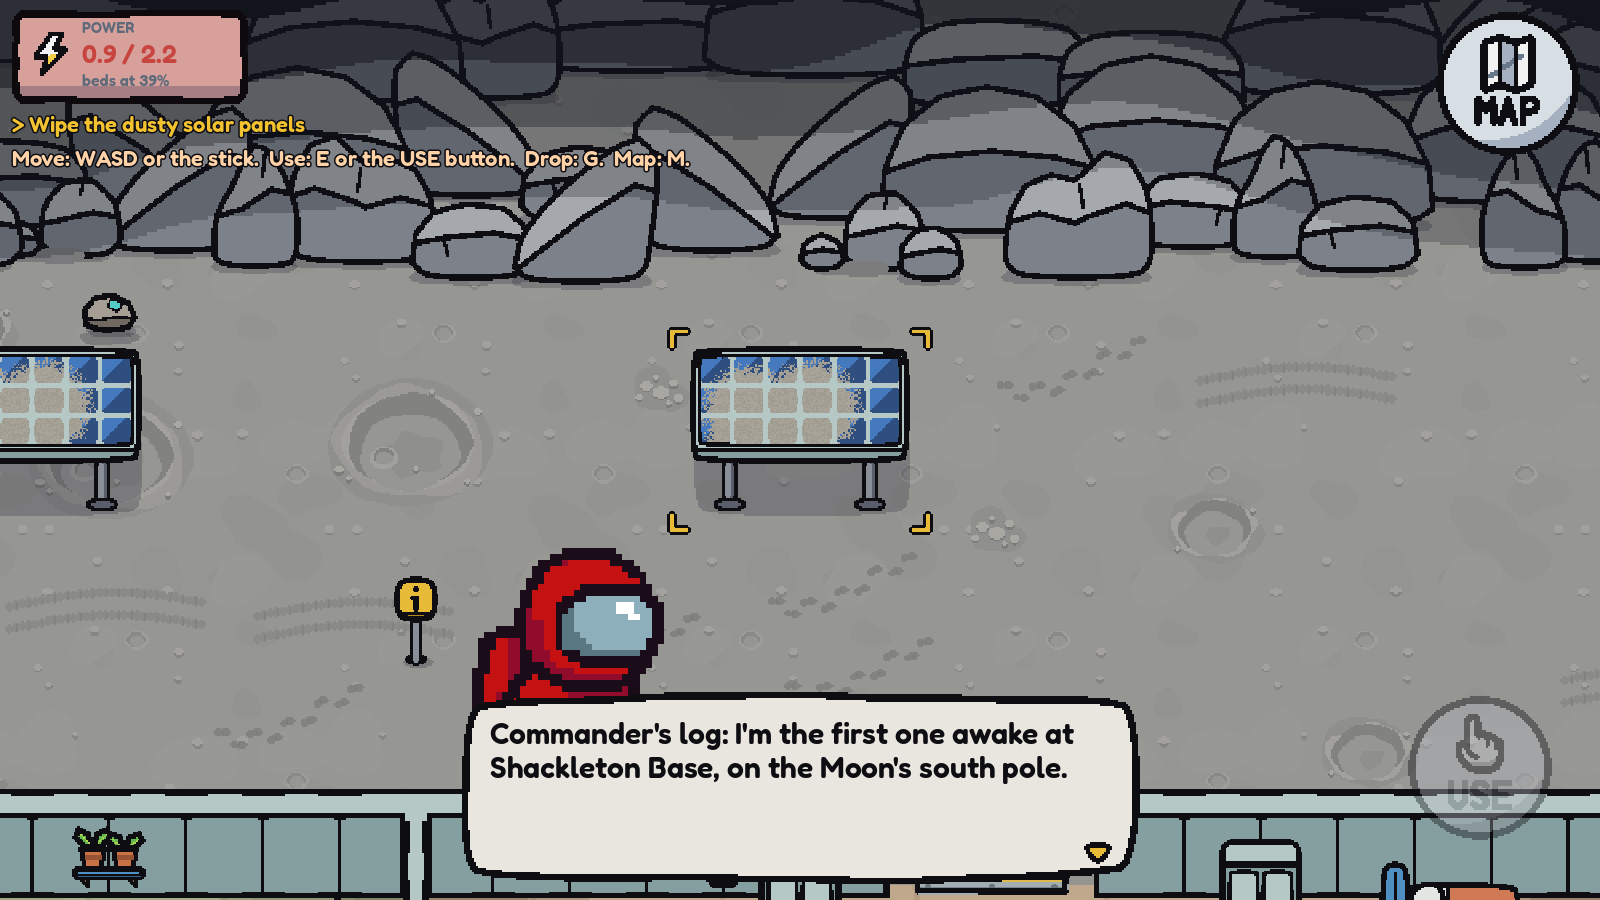 POWER
0.9 / 2.2
beds at 39%
MAP
> Wipe the dusty solar panels
Move: WASD or the stick.  Use: E or the USE button.  Drop: G.  Map: M.
i
Commander's log: I'm the first one awake at
Shackleton Base, on the Moon's south pole.
USE